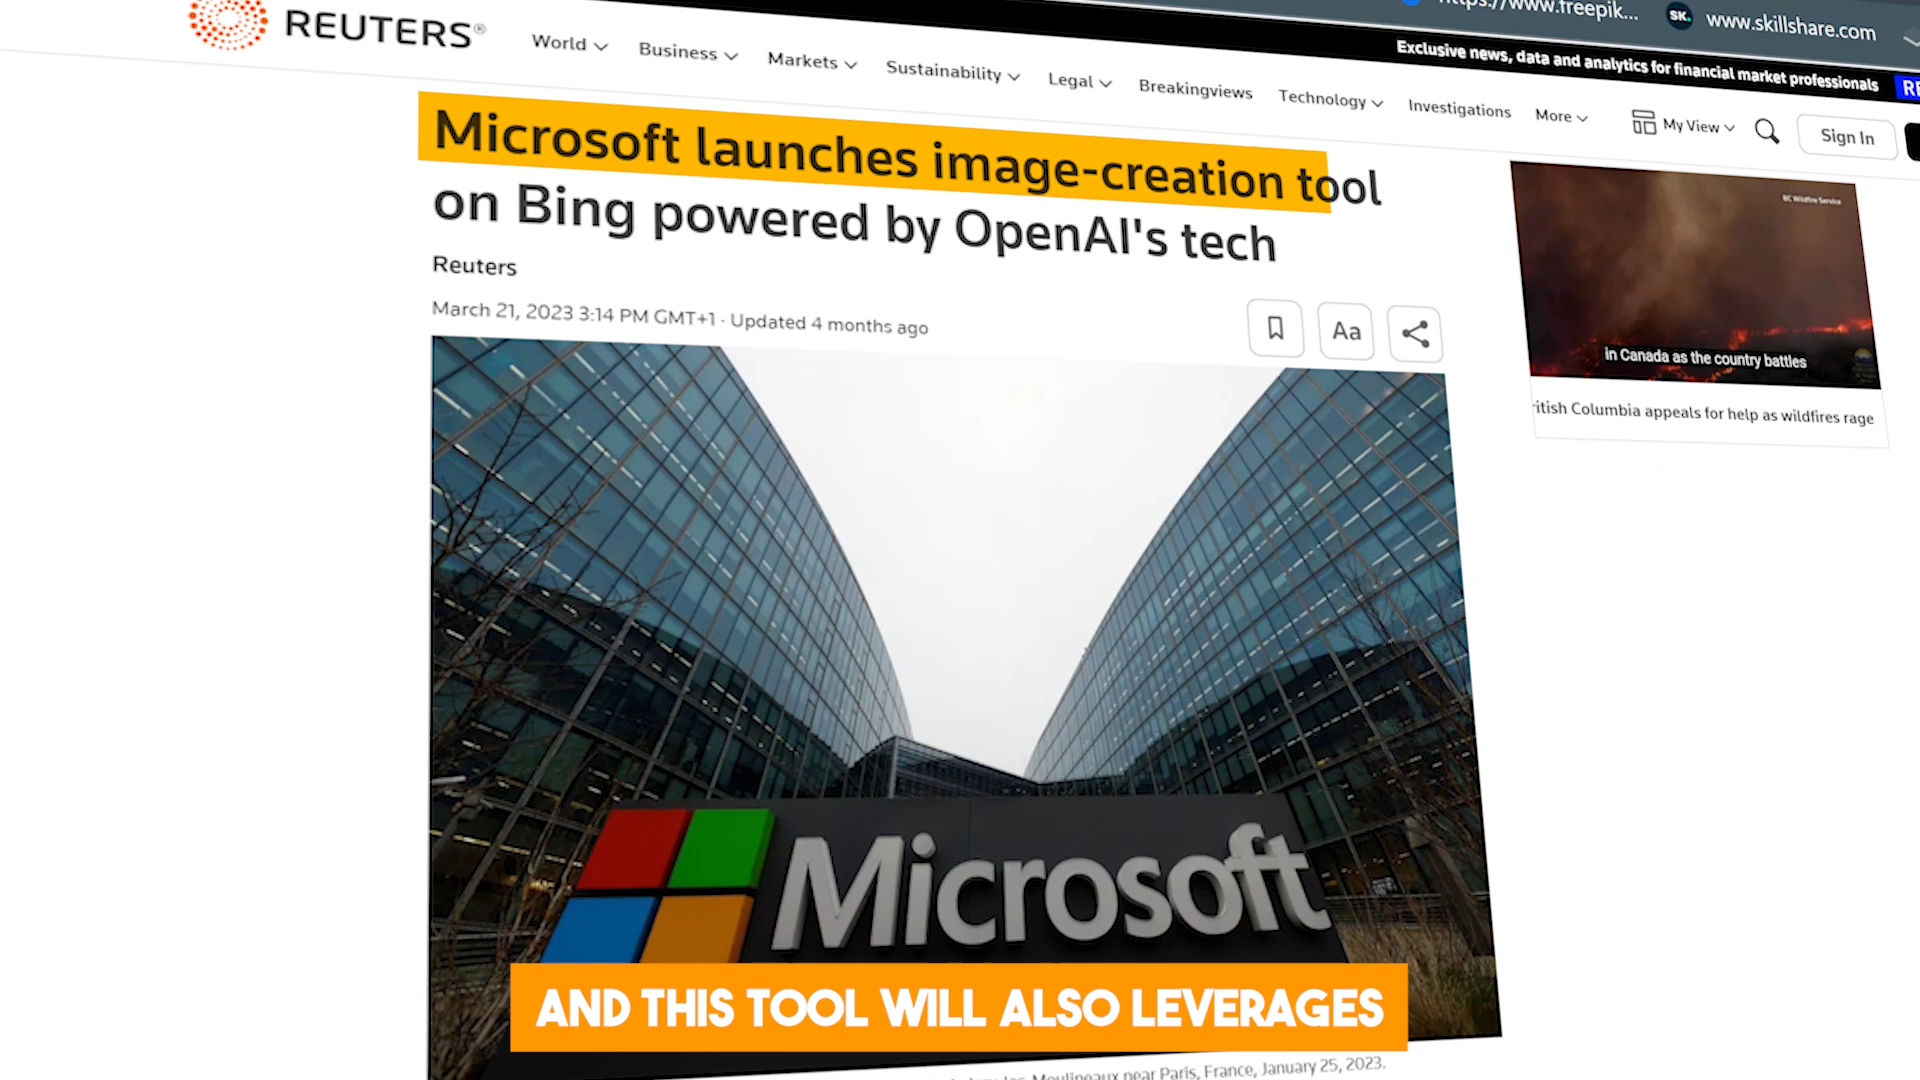 www.skillshare.com
SK.
Exclusive news, data and analytics for financial market professionals
REUTERS®
World
Business
Markets
Sustainability
Legal
Breakingviews
Technology
Investigations
More
My View
Sign In
Microsoft launches image-creation tool
on Bing powered by OpenAI's tech
Reuters
March 21, 2023 3:14 PM GMT+1 · Updated 4 months ago
Aa
BC Wildfire Service
in Canada as the country battles
Columbia appeals for help as wildfires rage
Microsoft
AND THIS TOOL WILL ALSO LEVERAGES
near Paris, France, January 25, 2023.